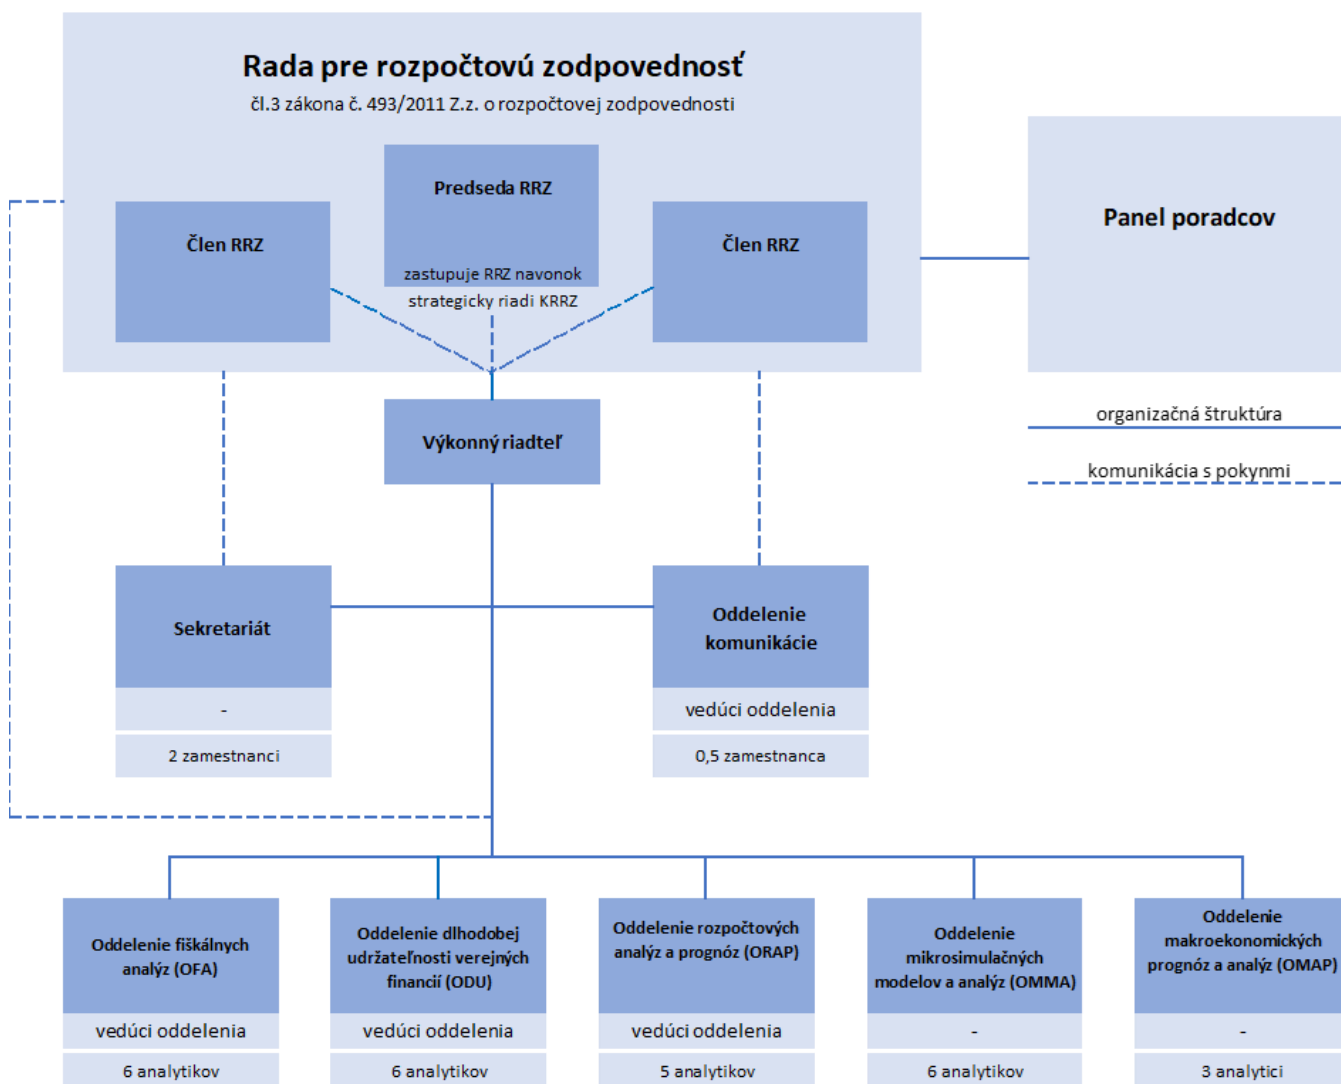 Rada pre rozpočtovú zodpovednosť
čl.3 zákona č. 493/2011 Z.z. o rozpočtovej zodpovednosti
Predseda RRZ
zastupuje RRZ navonok
strategicky riadi KRRZ
Člen RRZ
Člen RRZ
Panel poradcov
organizačná štruktúra
komunikácia s pokynmi
Výkonný riadteľ
Sekretariát
-
2 zamestnanci
Oddelenie
komunikácie
vedúci oddelenia
0,5 zamestnanca
Oddelenie fiškálnych
analýz (OFA)
vedúci oddelenia
6 analytikov
Oddelenie dlhodobej
udržateľnosti verejných
financií (ODU)
vedúci oddelenia
6 analytikov
Oddelenie rozpočtových
analýz a prognóz (ORAP)
vedúci oddelenia
5 analytikov
Oddelenie
mikrosimulačných
modelov a analýz (OMMA)
-
6 analytikov
Oddelenie
makroekonomických
prognóz a analýz (OMAP)
-
3 analytici